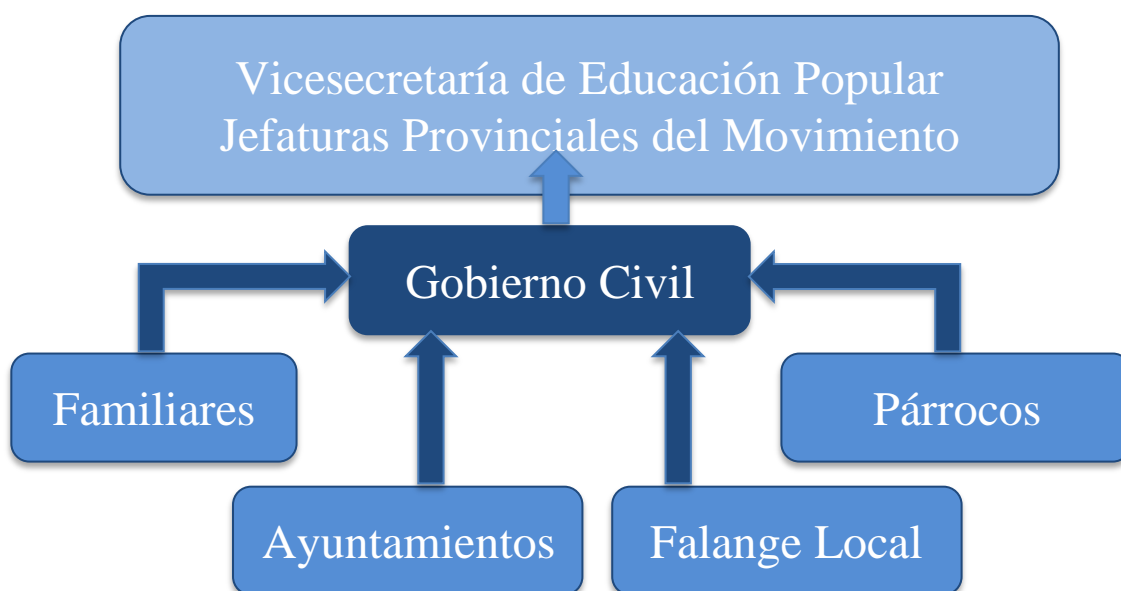 Vicesecretaría de Educación Popular
Jefaturas Provinciales del Movimiento
Gobierno Civil
Familiares
Párrocos
Ayuntamientos
Falange Local